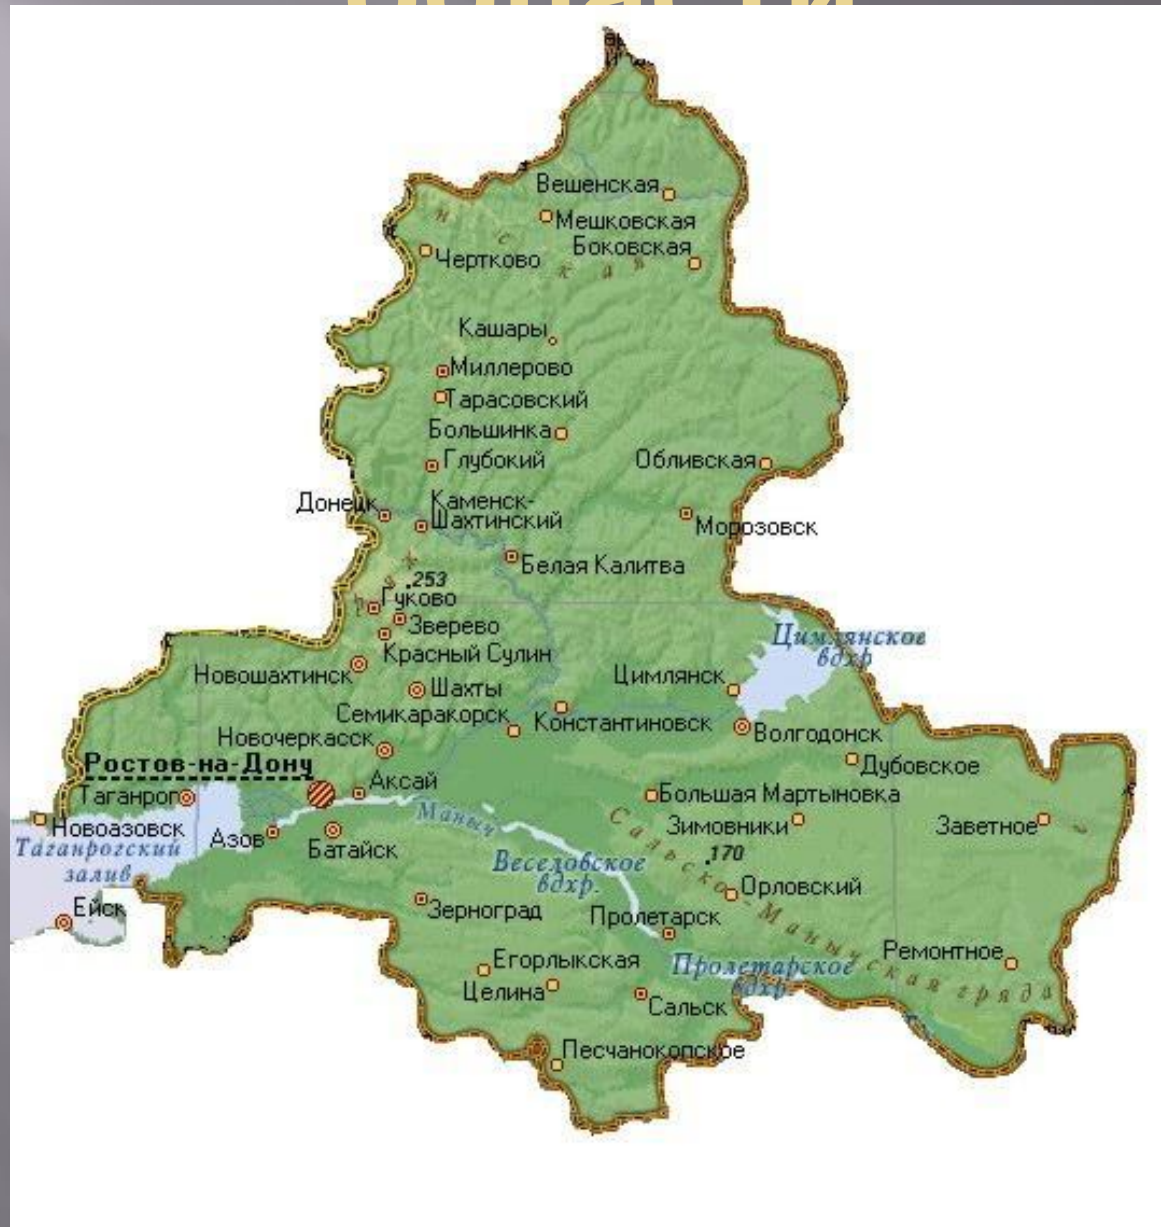 Вешенская
Мешковская
Боковская
Чертково
Кашары
Миллерово
Тарасовский
Большинка
Глубокий
Обливская
Донецк
Каменск-
Шахтинский
Морозовск
Белая Калитва
.253
Гуково
Зверево
Красный Сулин
Цимлянское
вдхр
Новошахтинск
Шахты
Цимлянск
Семикаракорск
Константиновск
Волгодонск
Новочеркасск
Ростов-на-Дону
Аксай
Дубовское
Таганрог
Большая Мартыновка
Новоазовск
Азов
Батайск
Маныч
Зимовники
Заветное
Таганрогский
залив
Веселовское
вдхр.
.170
Орловский
Ейск
Зерноград
Пролетарск
Сальско-Манычская гряда
Егорлыкская
Ремонтное
Целина
Пролетарское
вдхр.
Сальск
Песчанокопское